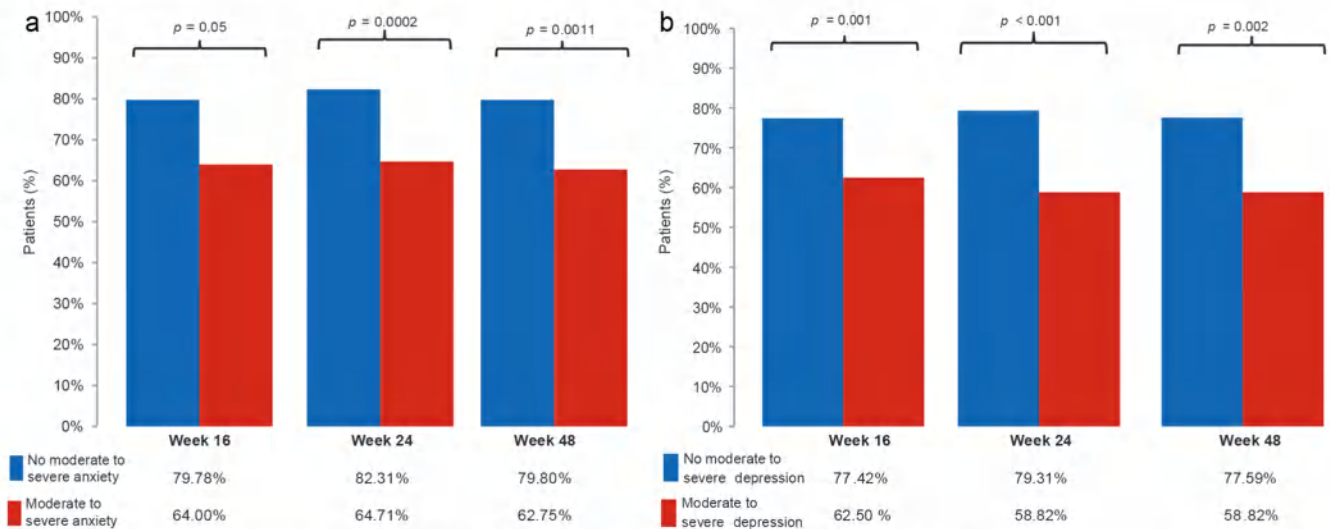 a
p = 0.05
p = 0.0002
p = 0.0011
100%
90%
80%
70%
60%
50%
40%
30%
20%
10%
0%
Patients (%)
Week 16 Week 24 Week 48
No moderate to
severe anxiety
79.78% 82.31% 79.80%
Moderate to
severe anxiety
64.00% 64.71% 62.75%
b
p = 0.001
p <0.001
p = 0.002
100%
90%
80%
70%
60%
50%
40%
30%
20%
10%
0%
Patients (%)
Week 16 Week 24 Week 48
No moderate to
severe depression
77.42% 79.31% 77.59%
Moderate to
severe depression
62.50 % 58.82% 58.82%